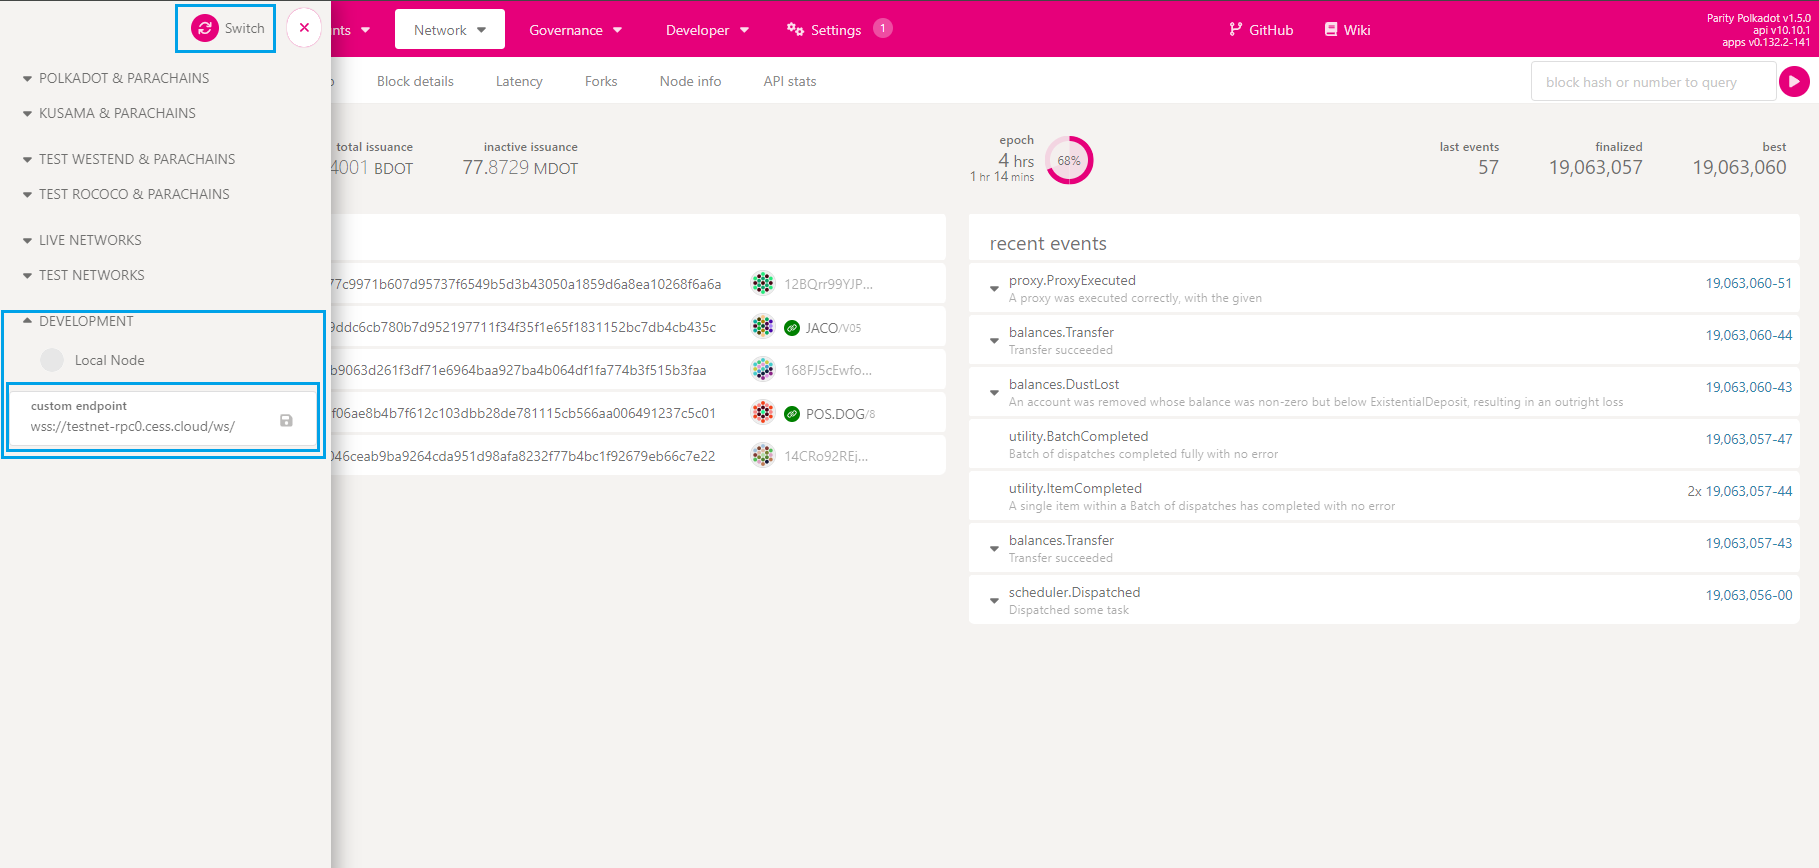 Switch
nts
Network
Governance
Developer
Settings
1
GitHub
Wiki
Parity Polkadot v1.5.0
api v10.10.1
apps v0.132.2-141
POLKADOT & PARACHAINS
KUSAMA & PARACHAINS
TEST WESTEND & PARACHAINS
TEST ROCOCO & PARACHAINS
LIVE NETWORKS
TEST NETWORKS
DEVELOPMENT
Local Node
custom endpoint
wss://testnet-rpc0.cess.cloud/ws/
Block details
Latency
Forks
Node info
API stats
block hash or number to query
total issuance
4001 BDOT
inactive issuance
77.8729 MDOT
epoch
4 hrs
1 hr 14 mins
68%
last events
57
finalized
19,063,057
best
19,063,060
77c9971b607d95737f6549b5d3b43050a1859d6a8ea10268f6a6a
12BQrr99YJP...
9ddc6cb780b7d952197711f34f35f1e65f1831152bc7db4cb435c
JACO/V05
b9063d261f3df71e6964baa927ba4b064df1fa774b3f515b3faa
168FJ5cEwfo...
f06ae8b4b7f612c103dbb28de781115cb566aa006491237c5c01
POS.DOG/8
046ceab9ba9264cda951d98afa8232f77b4bc1f92679eb66c7e22
14CRo92REj...
recent events
proxy.ProxyExecuted
A proxy was executed correctly, with the given
19,063,060-51
balances.Transfer
Transfer succeeded
19,063,060-44
balances.DustLost
An account was removed whose balance was non-zero but below ExistentialDeposit, resulting in an outright loss
19,063,060-43
utility.BatchCompleted
Batch of dispatches completed fully with no error
19,063,057-47
utility.ItemCompleted
A single item within a Batch of dispatches has completed with no error
2x 19,063,057-44
balances.Transfer
Transfer succeeded
19,063,057-43
scheduler.Dispatched
Dispatched some task
19,063,056-00